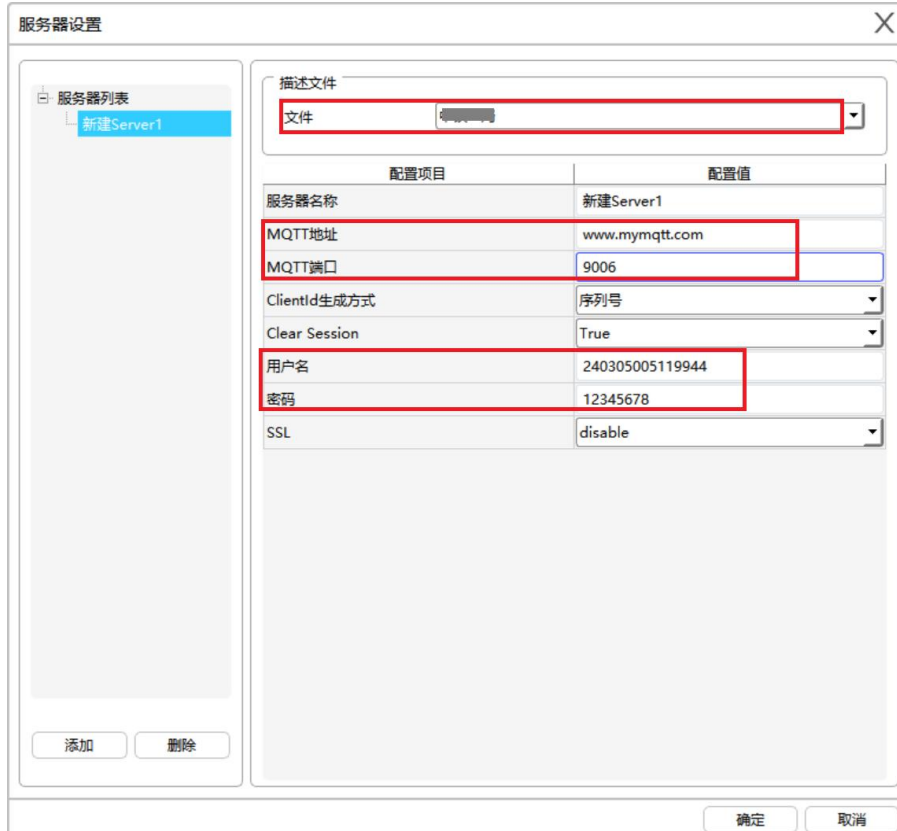 服务器设置
服务器列表
新建Server1
描述文件
文件
配置项目 配置值
服务器名称 新建Server1
MQTT地址 www.mymqtt.com
MQTT端口 9006
ClientId生成方式 序列号
Clear Session True
用户名 240305005119944
密码 12345678
SSL disable
添加 删除
确定 取消